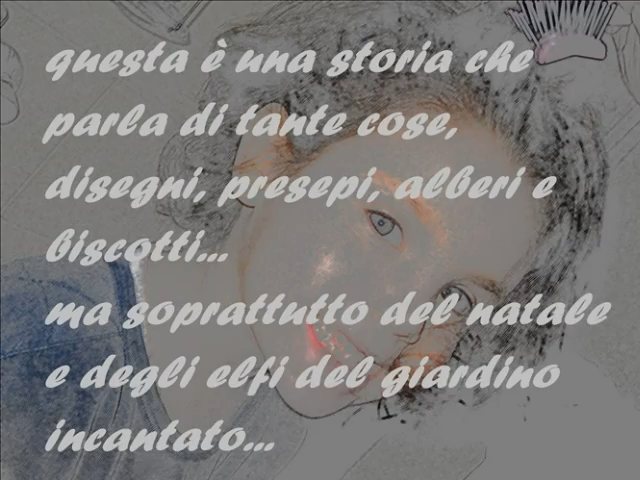 questa è una storia che
parla di tante cose,
disegni, presepi, alberi e
biscotti...
ma soprattutto del natale
e degli elfi del giardino
incantato...